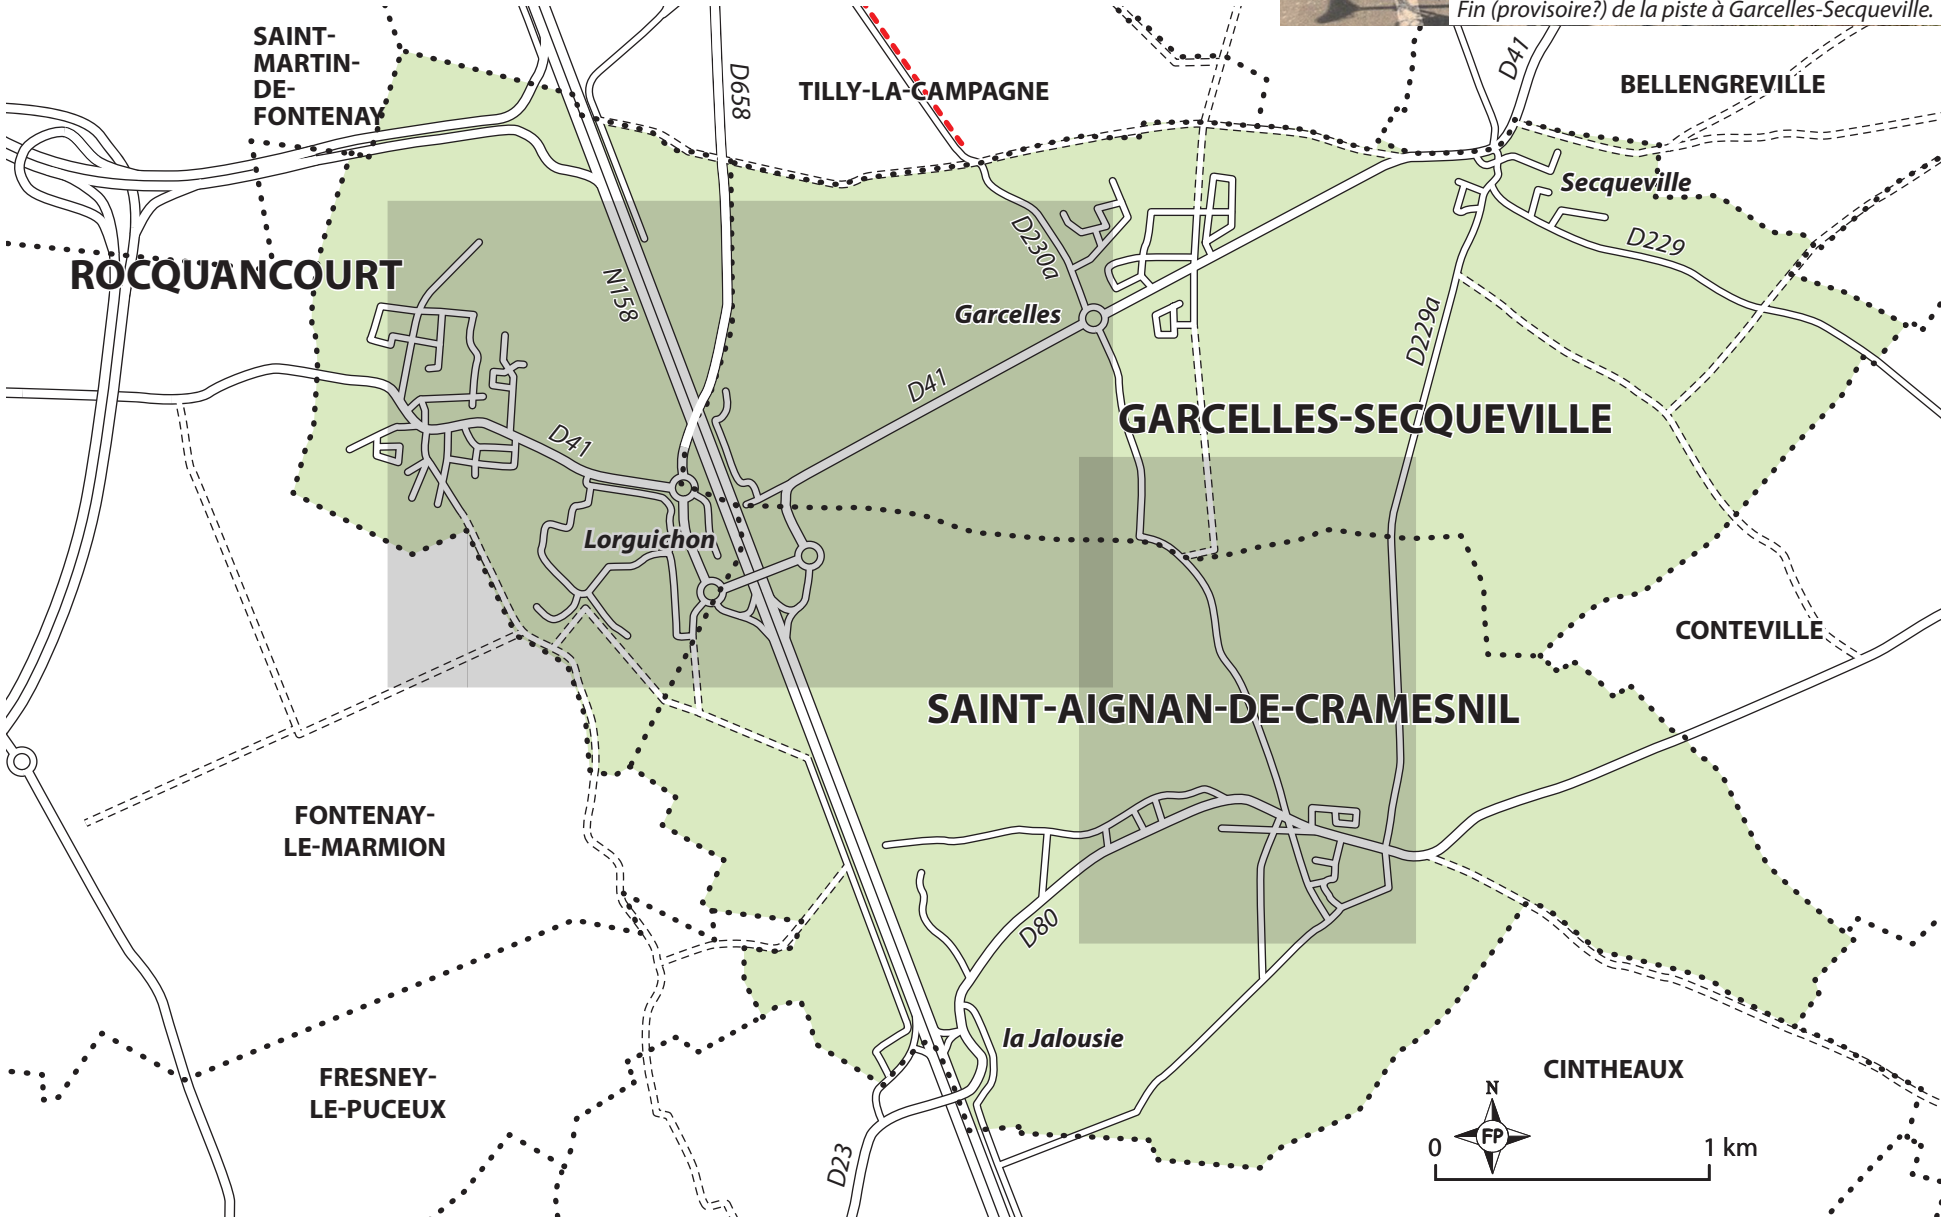 Fin (provisoire?) de la piste à Garcelles-Secqueville.
SAINT-
MARTIN-
DE-
FONTENAY
D658
TILLY-LA-CAMPAGNE
D41
BELLENGREVILLE
Secqueville
D229
ROCQUANCOURT
N158
D230a
Garcelles
D229a
D41
GARCELLES-SECQUEVILLE
D41
Lorguichon
CONTEVILLE
SAINT-AIGNAN-DE-CRAMESNIL
FONTENAY-
LE-MARMION
D80
la Jalousie
FRESNEY-
LE-PUCEUX
CINTHEAUX
N
FP
0
1 km
D23